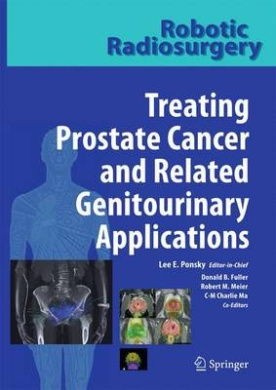 Robotic
Radiosurgery
Treating
Prostate Cancer
and Related
Genitourinary
Applications
Lee E. Ponsky Editor-in-Chief
Donald B. Fuller
Robert M. Meier
C-M Charlie Ma
Co-Editors
Springer